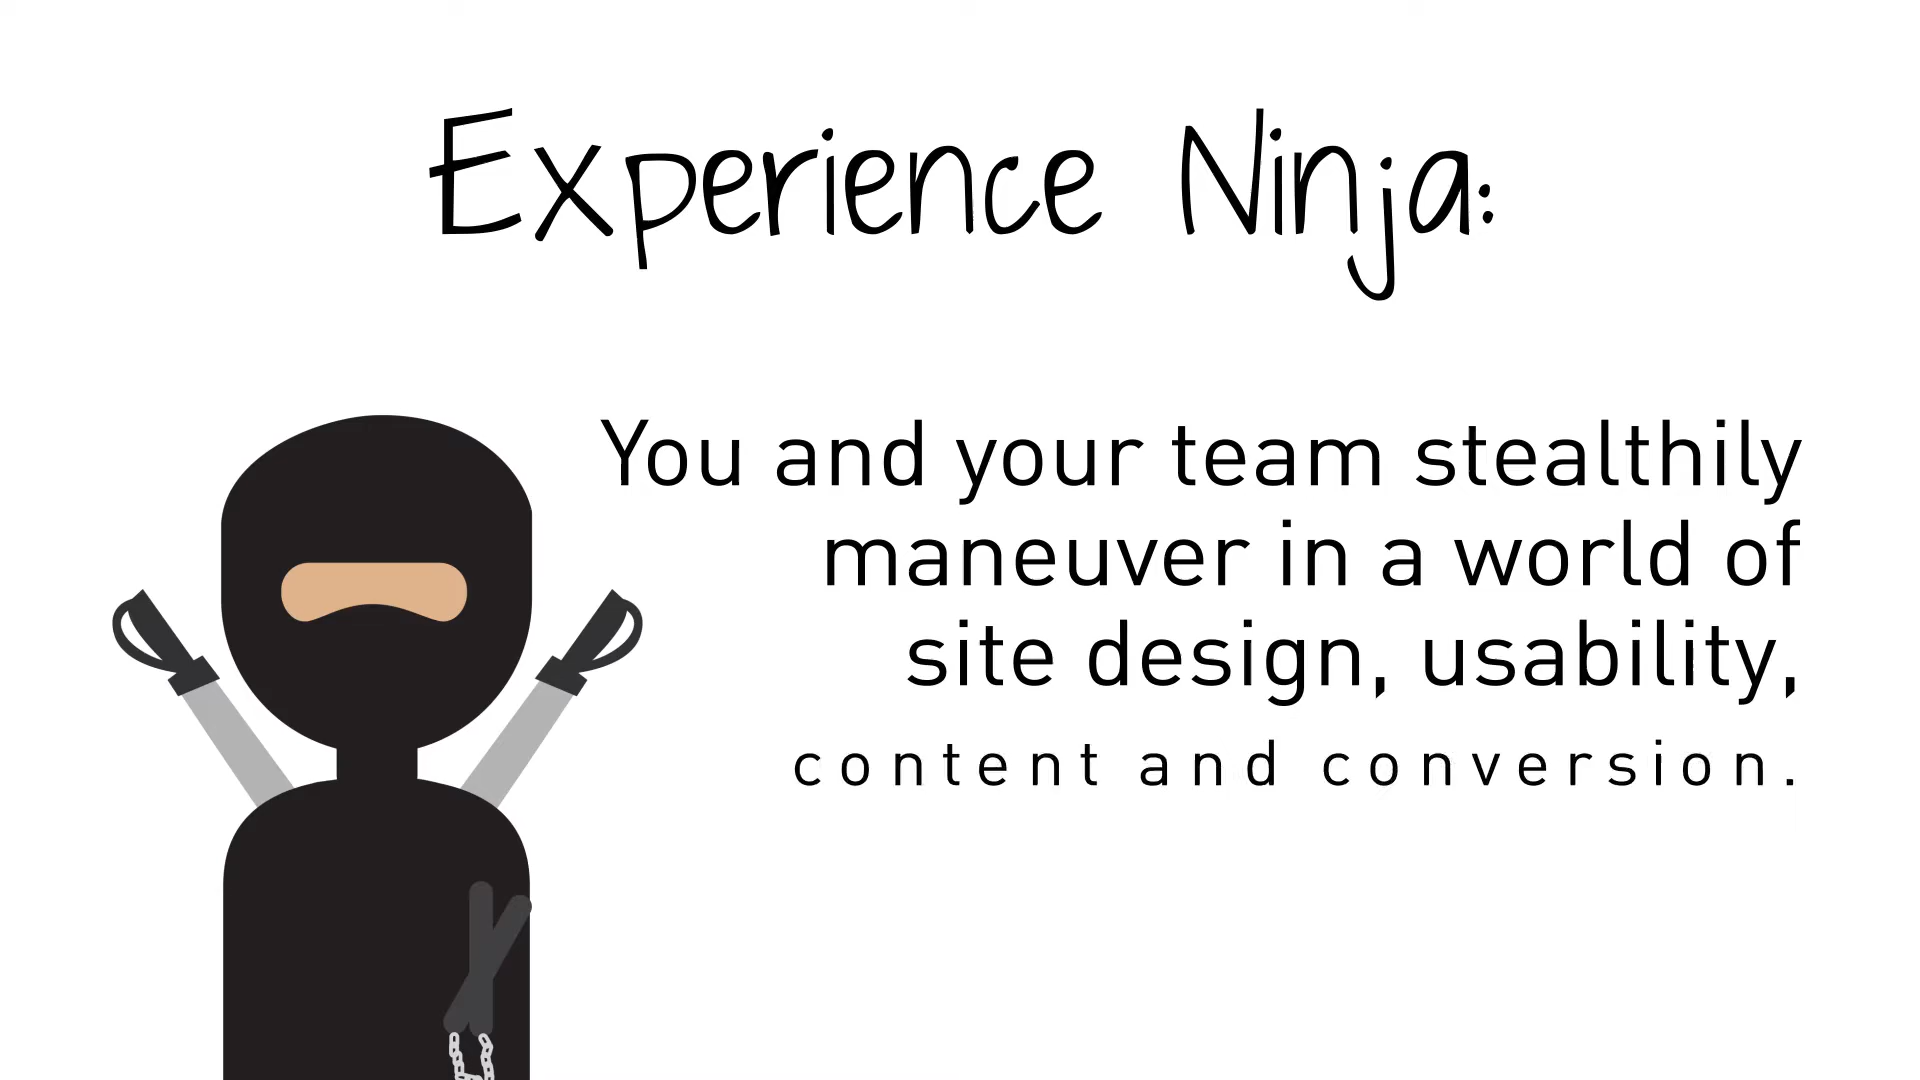 Experience Ninja:
You and your team stealthily
maneuver in a world of
site design, usability,
content and conversion.